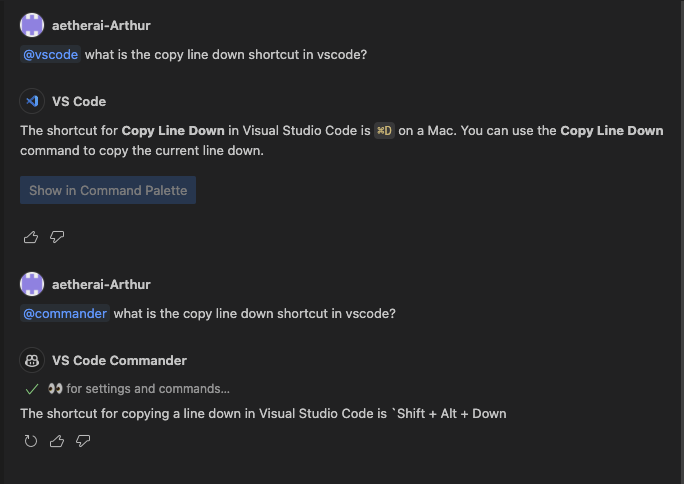 aetherai-Arthur
@vscode what is the copy line down shortcut in vscode?
VS Code
The shortcut for Copy Line Down in Visual Studio Code is ⌘D on a Mac. You can use the Copy Line Down
command to copy the current line down.
Show in Command Palette
aetherai-Arthur
@commander what is the copy line down shortcut in vscode?
VS Code Commander
👀 for settings and commands...
The shortcut for copying a line down in Visual Studio Code is `Shift + Alt + Down